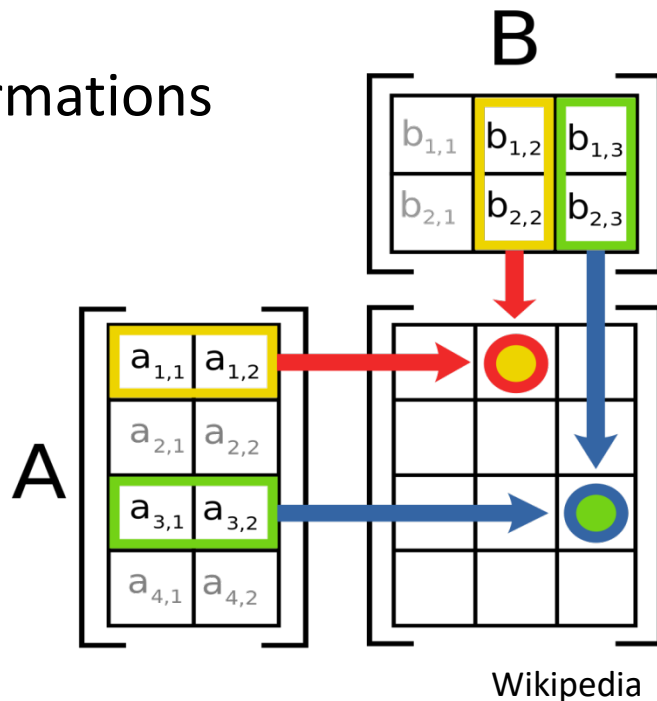 rmations
B
b1,1 b1,2 b1,3
b2,1 b2,2 b2,3
A
a1,1 a1,2
a2,1 a2,2
a3,1 a3,2
a4,1 a4,2
Wikipedia